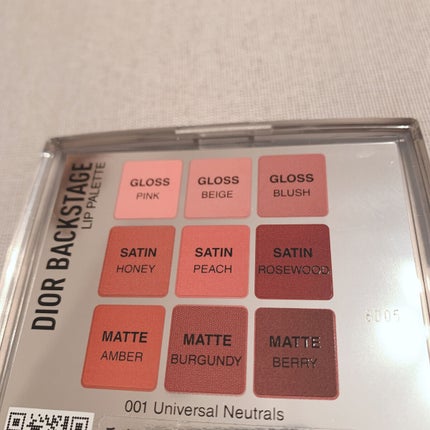 DIOR BACKSTAGE
LIP PALETTE
GLOSS
PINK
GLOSS
BEIGE
GLOSS
BLUSH
SATIN
HONEY
SATIN
PEACH
SATIN
ROSEWOOD
MATTE
AMBER
MATTE
BURGUNDY
MATTE
BERRY
001 Universal Neutrals